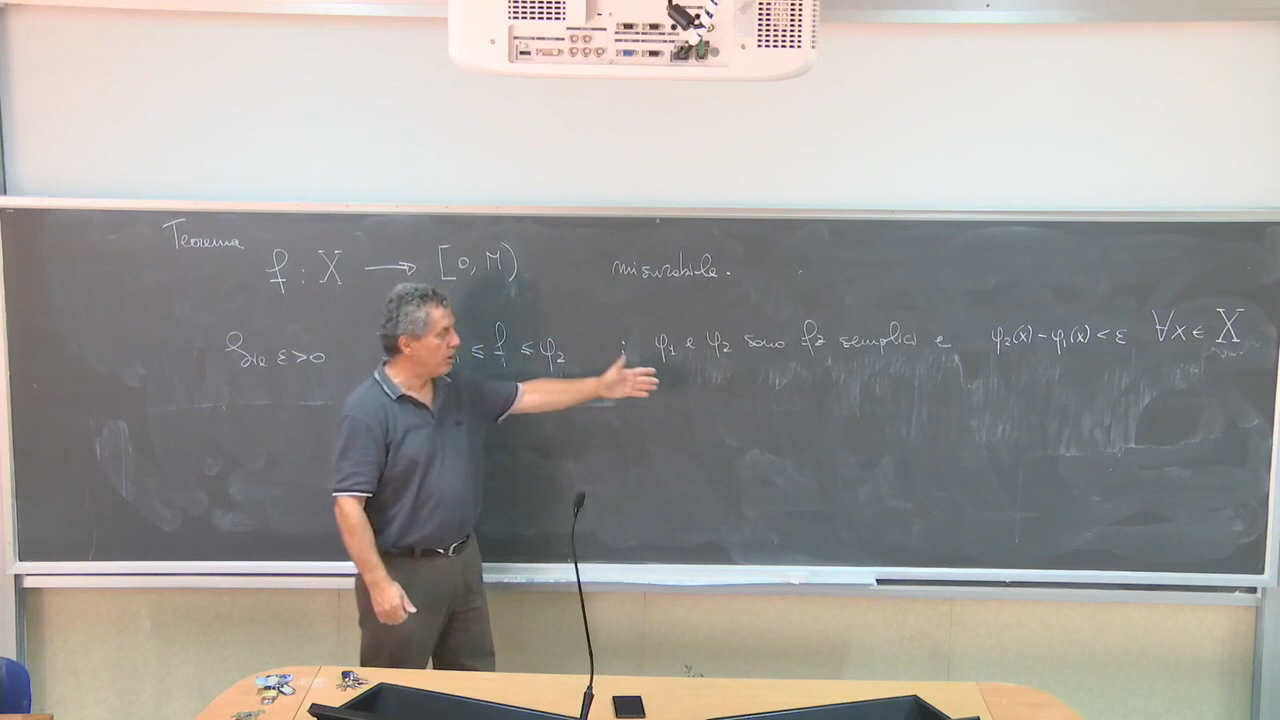 Teorema
f : X → [0, M) misurabile.
Sia ε>0 ≤ f ≤ φ₂ ; φ₁ e φ₂ sono fz semplici e φ₂(x) - φ₁(x) < ε ∀x ∈ X